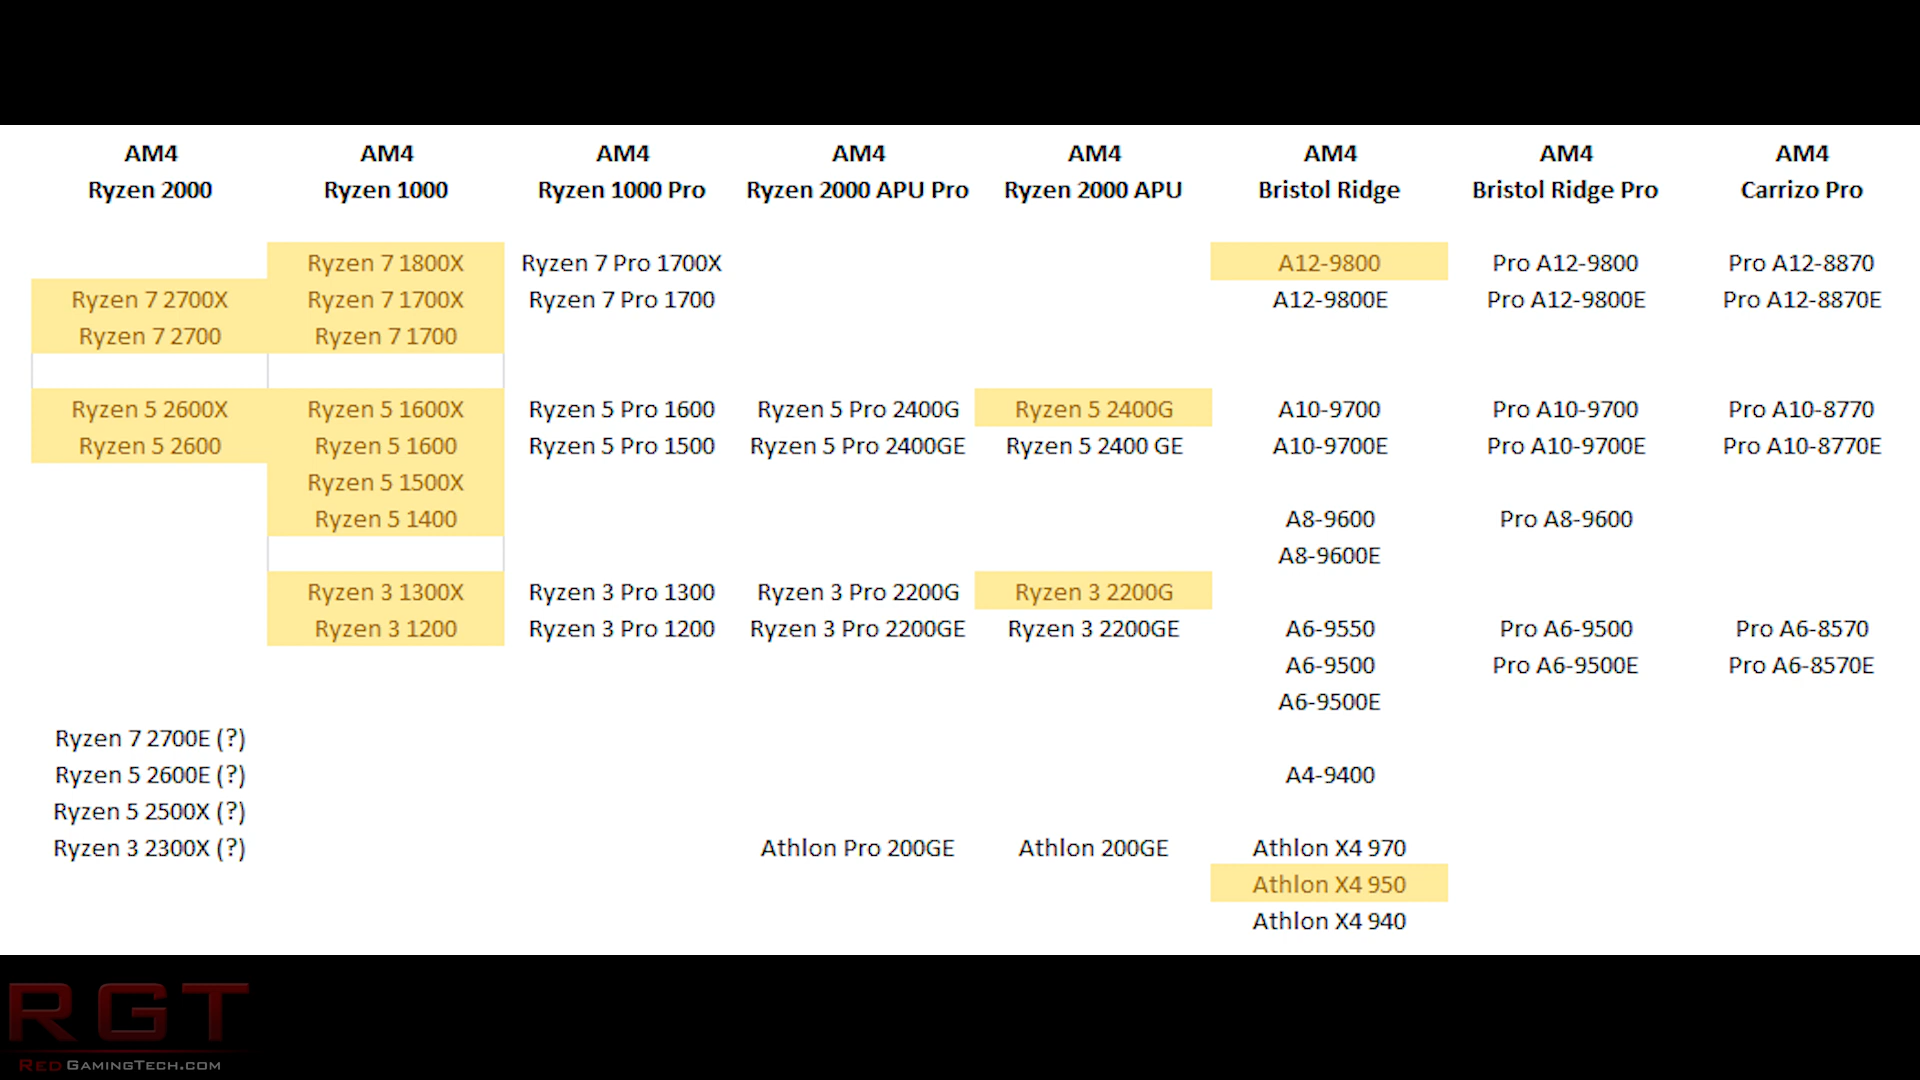 AM4 AM4 AM4 AM4 AM4 AM4 AM4 AM4
Ryzen 2000 Ryzen 1000 Ryzen 1000 Pro Ryzen 2000 APU Pro Ryzen 2000 APU Bristol Ridge Bristol Ridge Pro Carrizo Pro
Ryzen 7 1800X Ryzen 7 Pro 1700X A12-9800 Pro A12-9800 Pro A12-8870
Ryzen 7 2700X Ryzen 7 1700X Ryzen 7 Pro 1700 A12-9800E Pro A12-9800E Pro A12-8870E
Ryzen 7 2700 Ryzen 7 1700
Ryzen 5 2600X Ryzen 5 1600X Ryzen 5 Pro 1600 Ryzen 5 Pro 2400G Ryzen 5 2400G A10-9700 Pro A10-9700 Pro A10-8770
Ryzen 5 2600 Ryzen 5 1600 Ryzen 5 Pro 1500 Ryzen 5 Pro 2400GE Ryzen 5 2400 GE A10-9700E Pro A10-9700E Pro A10-8770E
Ryzen 5 1500X
Ryzen 5 1400 A8-9600 Pro A8-9600
A8-9600E
Ryzen 3 1300X Ryzen 3 Pro 1300 Ryzen 3 Pro 2200G Ryzen 3 2200G
Ryzen 3 1200 Ryzen 3 Pro 1200 Ryzen 3 Pro 2200GE Ryzen 3 2200GE A6-9550 Pro A6-9500 Pro A6-8570
A6-9500 Pro A6-9500E Pro A6-8570E
A6-9500E
Ryzen 7 2700E (?)
Ryzen 5 2600E (?) A4-9400
Ryzen 5 2500X (?)
Ryzen 3 2300X (?) Athlon Pro 200GE Athlon 200GE Athlon X4 970
Athlon X4 950
Athlon X4 940
RGT
RED GAMINGTECH.COM